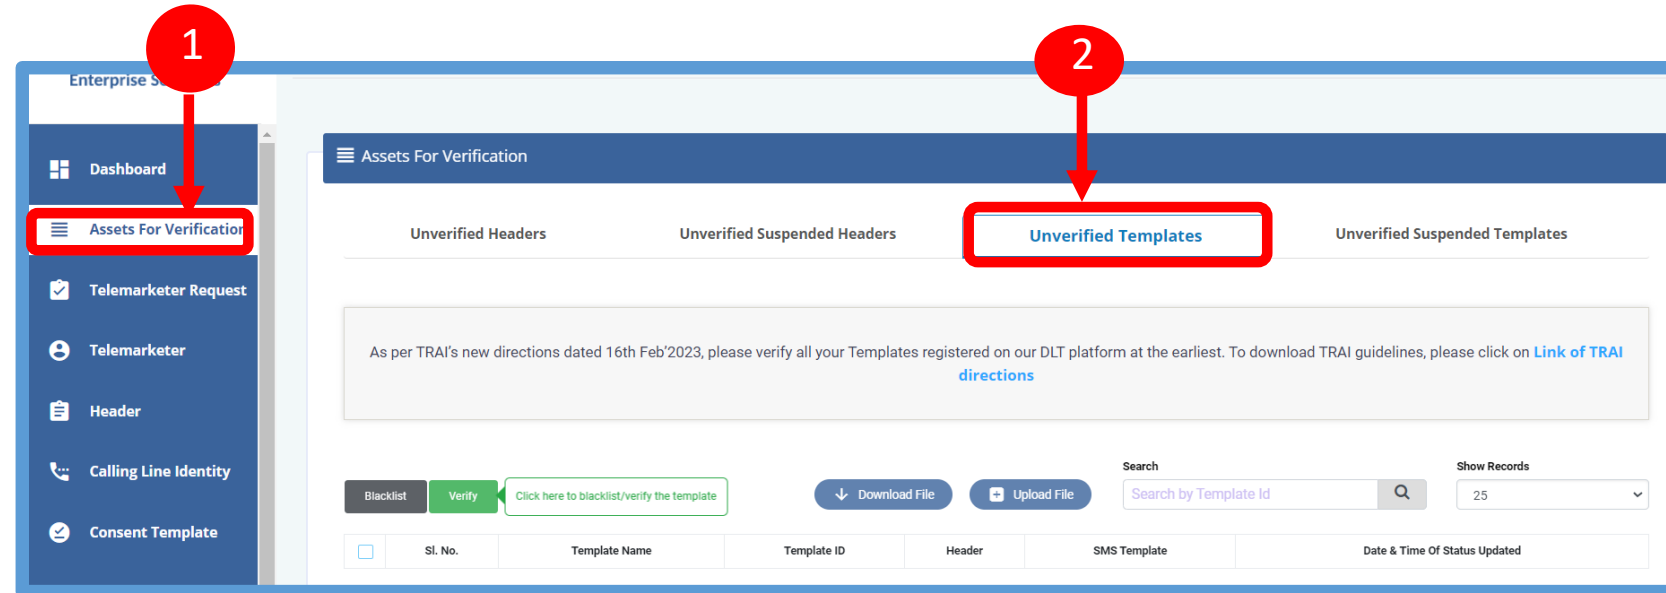 1
2
Enterprise
Dashboard
Assets For Verification
Telemarketer Request
Telemarketer
Header
Calling Line Identity
Consent Template
Assets For Verification
Unverified Headers Unverified Suspended Headers Unverified Templates Unverified Suspended Templates
As per TRAI's new directions dated 16th Feb'2023, please verify all your Templates registered on our DLT platform at the earliest. To download TRAI guidelines, please click on Link of TRAI
directions
Search Show Records
Blacklist Verify Click here to blacklist/verify the template Download File Upload File Search by Template Id 25
Sl. No. Template Name Template ID Header SMS Template Date & Time Of Status Updated